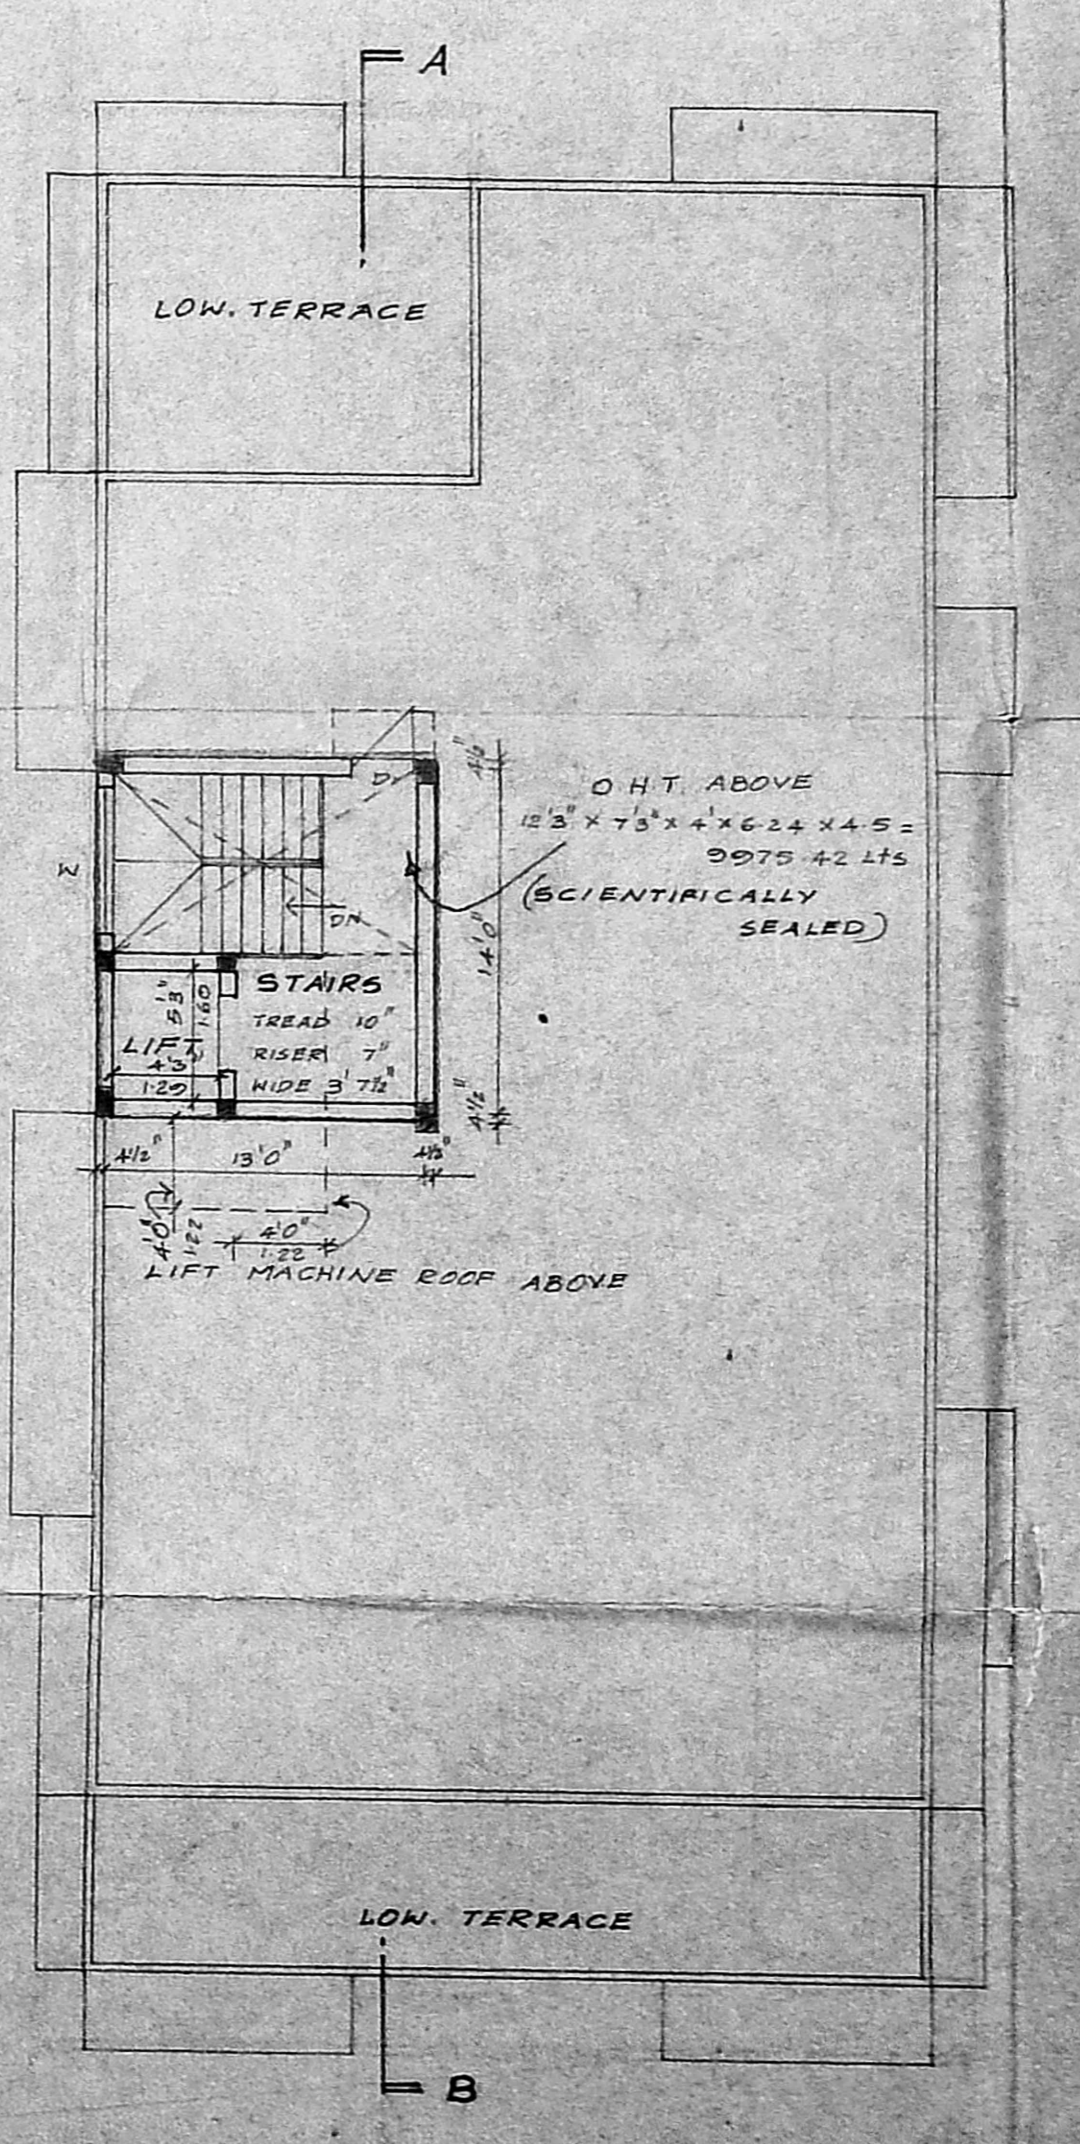 A
LOW. TERRACE
4½"
D1
O H T. ABOVE
12'3" X 7'3" X 4' X 6.24 X 4.5 =
9975.42 Lts
(SCIENTIFICALLY
SEALED)
W
DN
14'0"
STAIRS
TREAD 10"
RISER 7"
WIDE 3' 7½"
5'3"
1.60
LIFT
4'3"
1.29
4½"
4½"
13'0"
4½"
4'0"
1.22
4'0"
1.22
LIFT MACHINE ROOF ABOVE
LOW. TERRACE
B